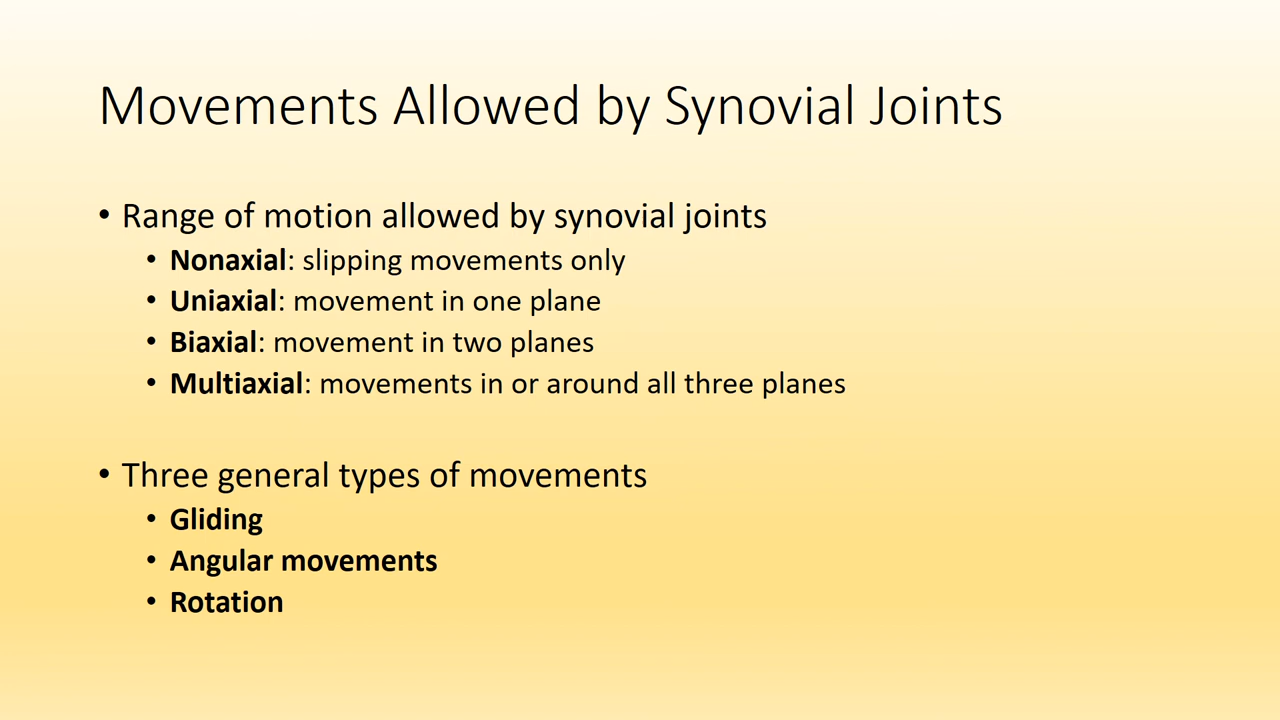 Movements Allowed by Synovial Joints
• Range of motion allowed by synovial joints
• Nonaxial: slipping movements only
• Uniaxial: movement in one plane
• Biaxial: movement in two planes
• Multiaxial: movements in or around all three planes
• Three general types of movements
• Gliding
• Angular movements
• Rotation